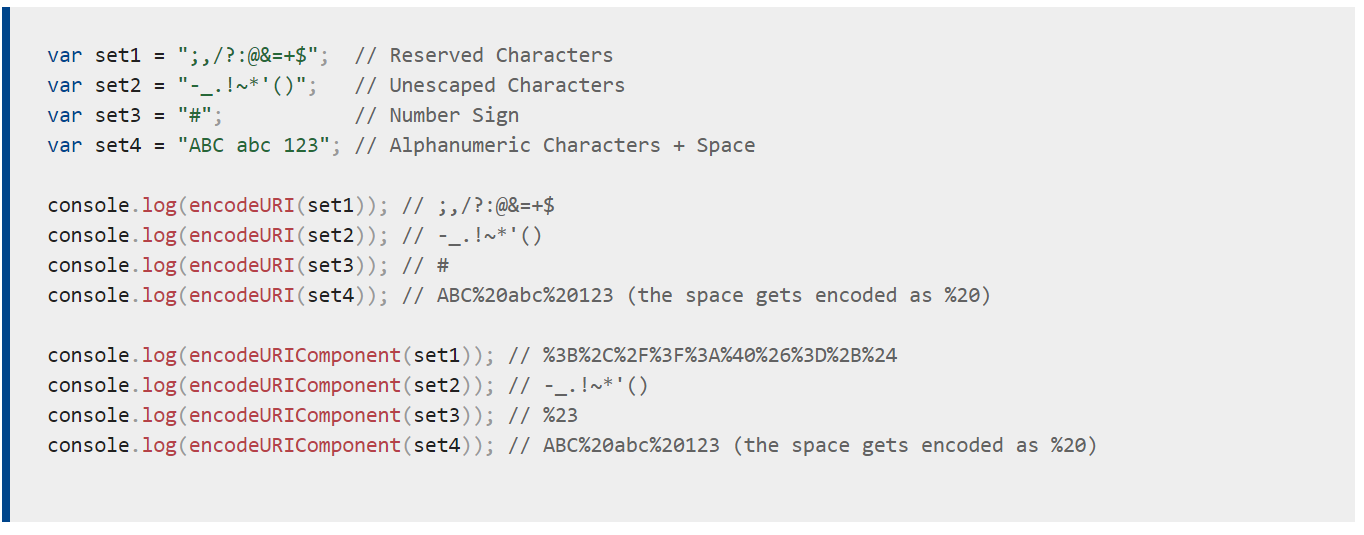 var set1 = ";,/?:@&=+$";  // Reserved Characters
var set2 = "-_.!~*'()";   // Unescaped Characters
var set3 = "#";           // Number Sign
var set4 = "ABC abc 123"; // Alphanumeric Characters + Space
console.log(encodeURI(set1)); // ;,/?:@&=+$
console.log(encodeURI(set2)); // -_.!~*'()
console.log(encodeURI(set3)); // #
console.log(encodeURI(set4)); // ABC%20abc%20123 (the space gets encoded as %20)
console.log(encodeURIComponent(set1)); // %3B%2C%2F%3F%3A%40%26%3D%2B%24
console.log(encodeURIComponent(set2)); // -_.!~*'()
console.log(encodeURIComponent(set3)); // %23
console.log(encodeURIComponent(set4)); // ABC%20abc%20123 (the space gets encoded as %20)